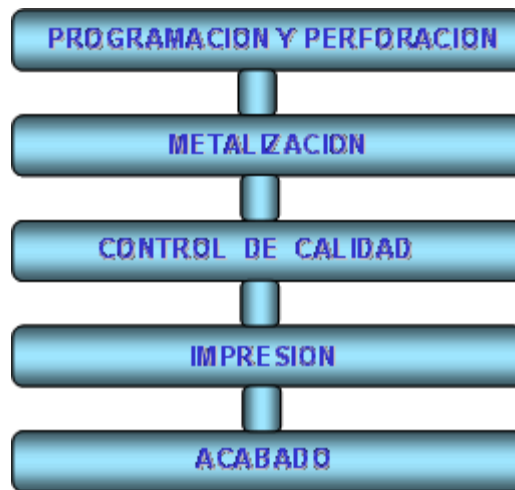 PROGRAMACION Y PERFORACION
METALIZACION
CONTROL DE CALIDAD
IMPRESION
ACABADO